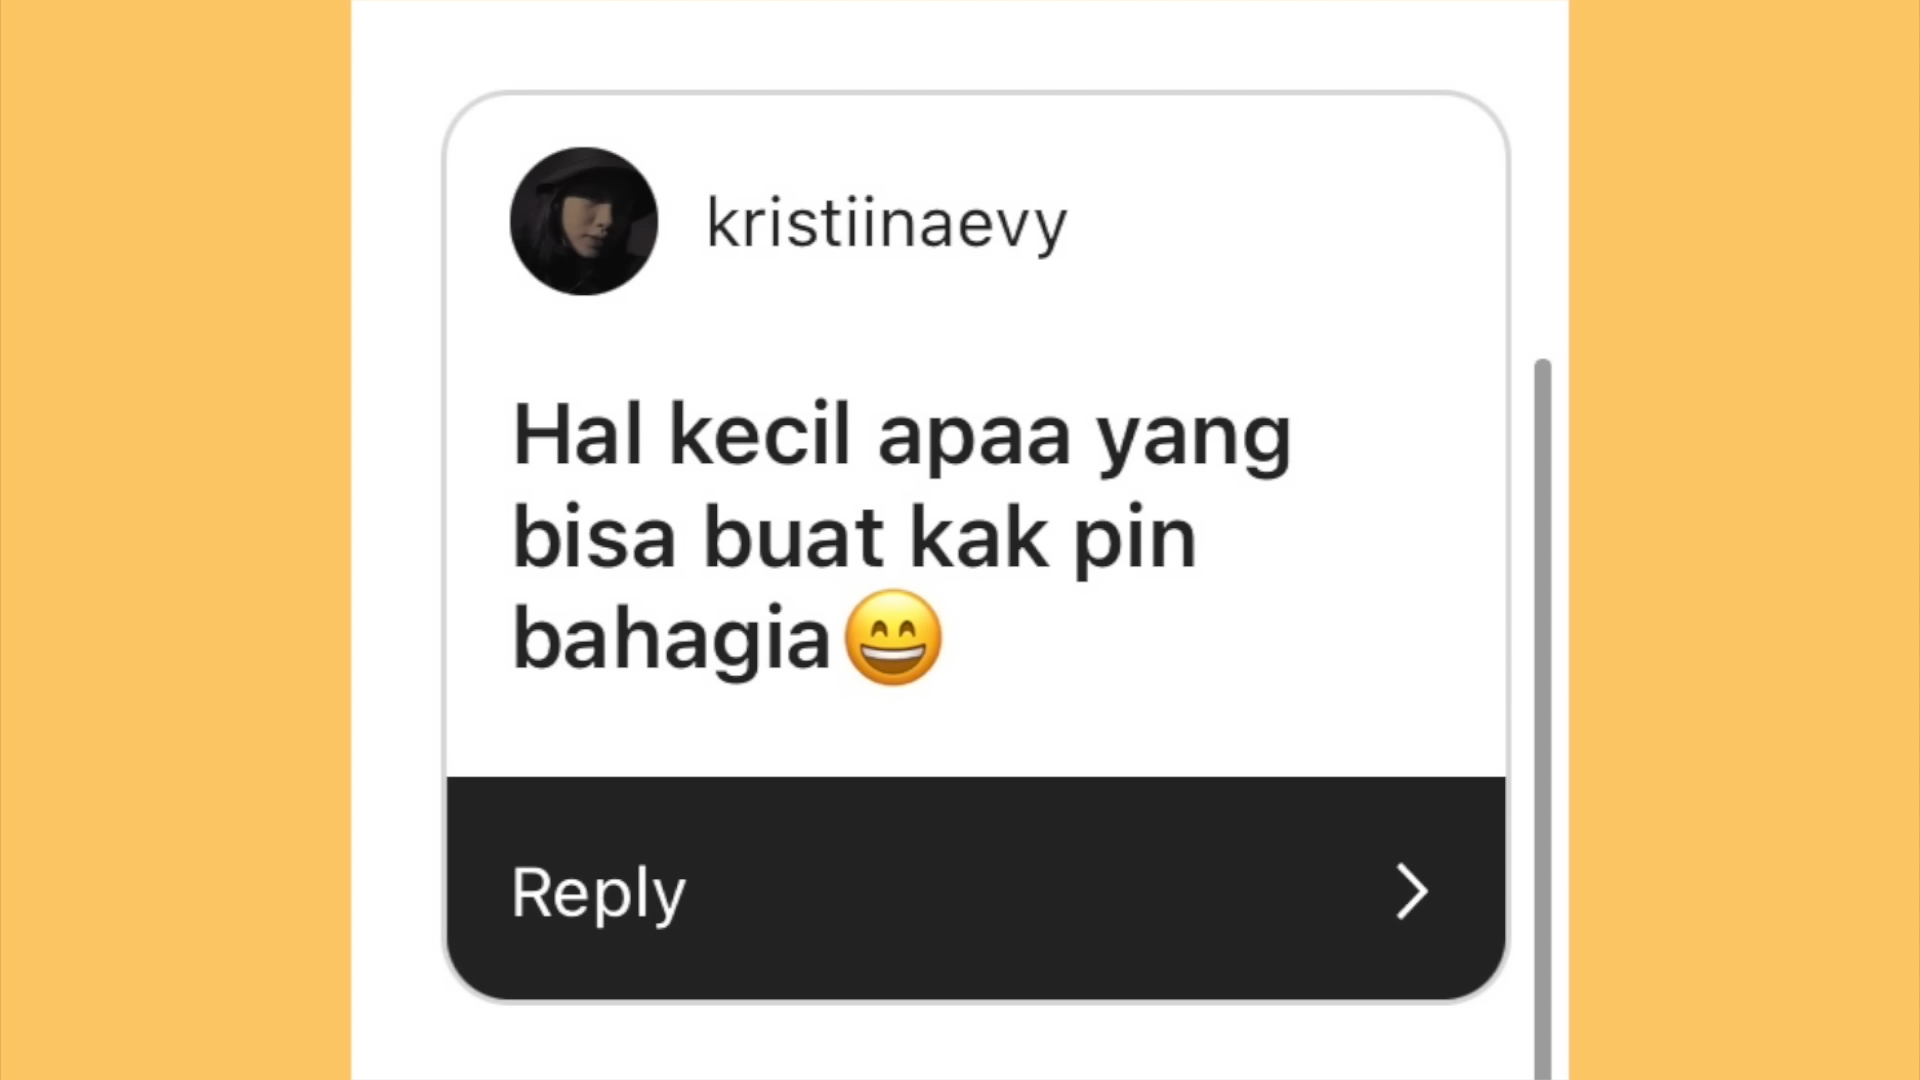 kristiinaevy
Hal kecil apaa yang
bisa buat kak pin
bahagia😄
Reply